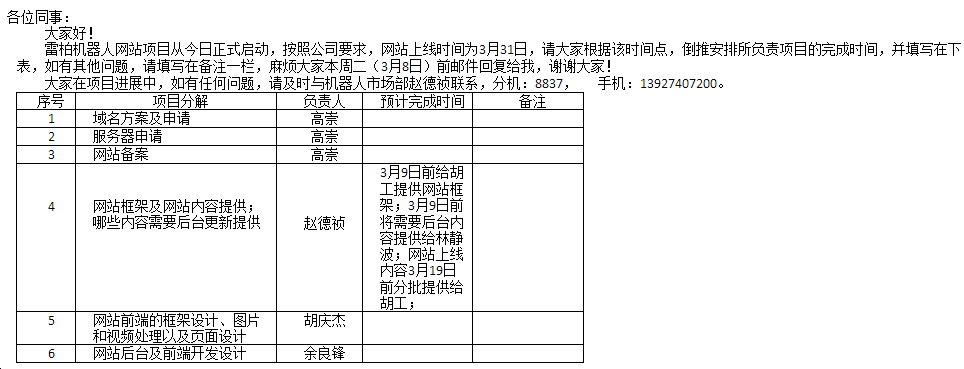 各位同事：
大家好！
雷柏机器人网站项目从今日正式启动，按照公司要求，网站上线时间为3月31日，请大家根据该时间点，倒推安排所负责项目的完成时间，并填写在下
表，如有其他问题，请填写在备注一栏，麻烦大家本周二（3月8日）前邮件回复给我，谢谢大家！
大家在项目进展中，如有任何问题，请及时与机器人市场部赵德祯联系，分机：8837， 手机：13927407200。
序号 项目分解 负责人 预计完成时间 备注
1 域名方案及申请 高崇
2 服务器申请 高崇
3 网站备案 高崇
4 网站框架及网站内容提供；
哪些内容需要后台更新提供
赵德祯
3月9日前给胡
工提供网站框
架；3月9日前
将需要后台内
容提供给林静
波；网站上线
内容3月19日
前分批提供给
胡工；
5 网站前端的框架设计、图片
和视频处理以及页面设计
胡庆杰
6 网站后台及前端开发设计 余良锋